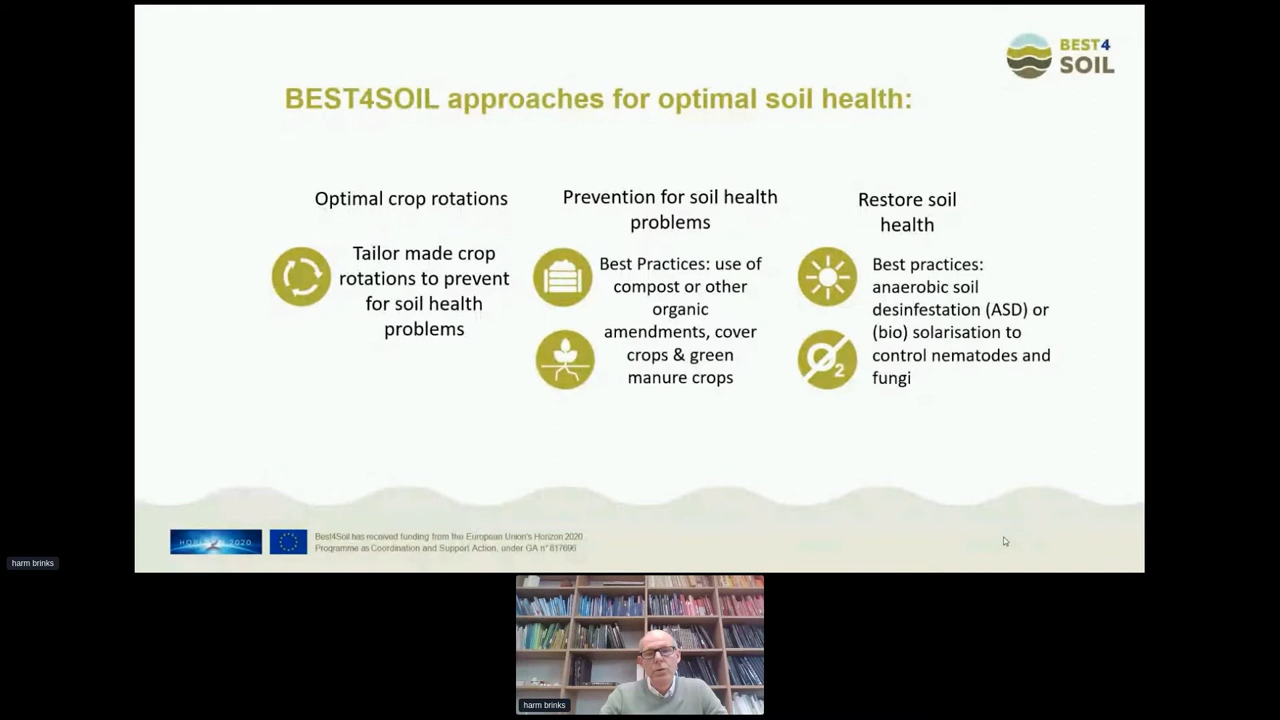 BEST4
SOIL
BEST4SOIL approaches for optimal soil health:
Optimal crop rotations
Tailor made crop
rotations to prevent
for soil health
problems
Prevention for soil health
problems
Best Practices: use of
compost or other
organic
amendments, cover
crops & green
manure crops
Restore soil
health
Best practices:
anaerobic soil
desinfestation (ASD) or
(bio) solarisation to
control nematodes and
fungi
O2
HORIZON 2020
Best4Soil has received funding from the European Union's Horizon 2020
Programme as Coordination and Support Action, under GA n° 817696
harm brinks
harm brinks